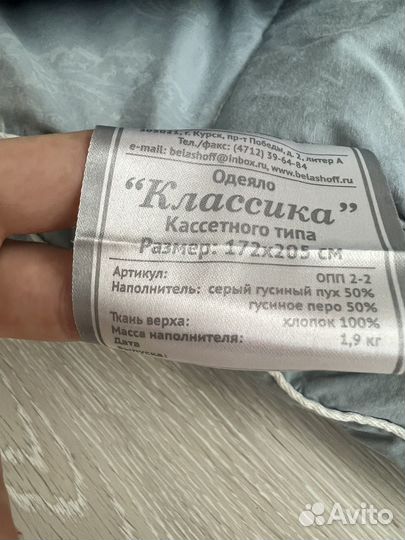 г. Курск, пр-т Победы, д. 2, литер А
Тел./факс: (4712) 39-64-84
e-mail: belashoff@inbox.ru, www.belashoff.ru
Одеяло
“Классика”
Кассетного типа
Размер: 172х205 см
Артикул: ОПП 2-2
Наполнитель: серый гусиный пух 50%
гусиное перо 50%
Ткань верха: хлопок 100%
Масса наполнителя: 1,9 кг
Дата
выпуска:
Avito